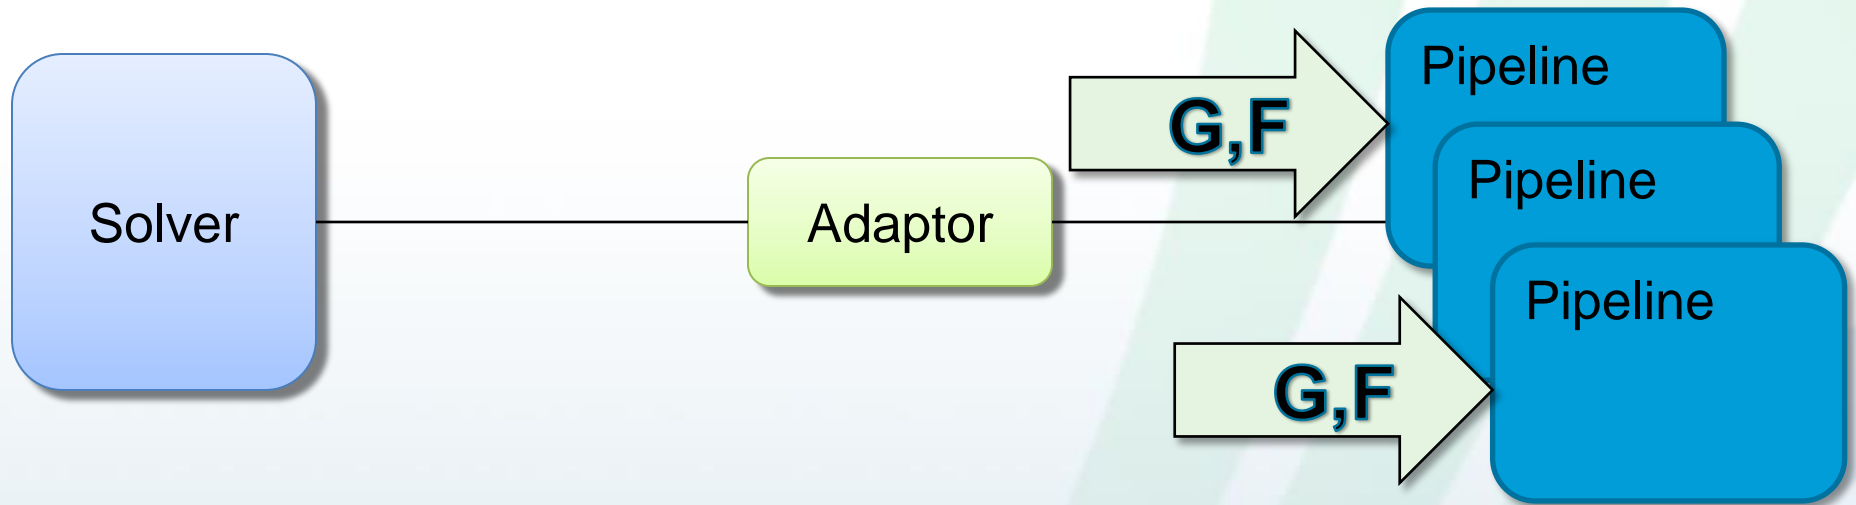 Solver
Adaptor
G,F
Pipeline
Pipeline
Pipeline
G,F